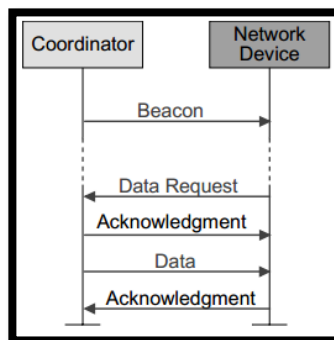 Coordinator
Network
Device
Beacon
Data Request
Acknowledgment
Data
Acknowledgment